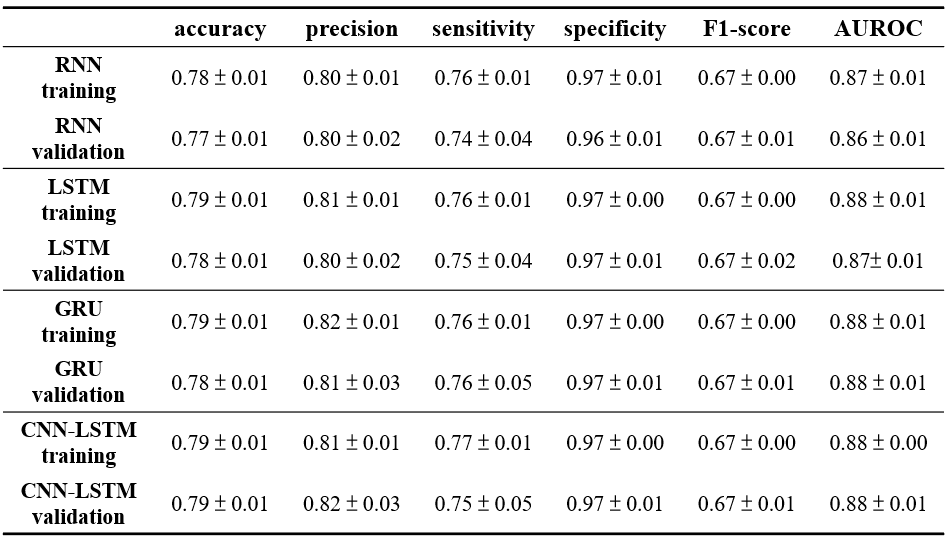 accuracy precision sensitivity specificity F1-score AUROC
RNN training 0.78 ± 0.01 0.80 ± 0.01 0.76 ± 0.01 0.97 ± 0.01 0.67 ± 0.00 0.87 ± 0.01
RNN validation 0.77 ± 0.01 0.80 ± 0.02 0.74 ± 0.04 0.96 ± 0.01 0.67 ± 0.01 0.86 ± 0.01
LSTM training 0.79 ± 0.01 0.81 ± 0.01 0.76 ± 0.01 0.97 ± 0.00 0.67 ± 0.00 0.88 ± 0.01
LSTM validation 0.78 ± 0.01 0.80 ± 0.02 0.75 ± 0.04 0.97 ± 0.01 0.67 ± 0.02 0.87± 0.01
GRU training 0.79 ± 0.01 0.82 ± 0.01 0.76 ± 0.01 0.97 ± 0.00 0.67 ± 0.00 0.88 ± 0.01
GRU validation 0.78 ± 0.01 0.81 ± 0.03 0.76 ± 0.05 0.97 ± 0.01 0.67 ± 0.01 0.88 ± 0.01
CNN-LSTM training 0.79 ± 0.01 0.81 ± 0.01 0.77 ± 0.01 0.97 ± 0.00 0.67 ± 0.00 0.88 ± 0.00
CNN-LSTM validation 0.79 ± 0.01 0.82 ± 0.03 0.75 ± 0.05 0.97 ± 0.01 0.67 ± 0.01 0.88 ± 0.01